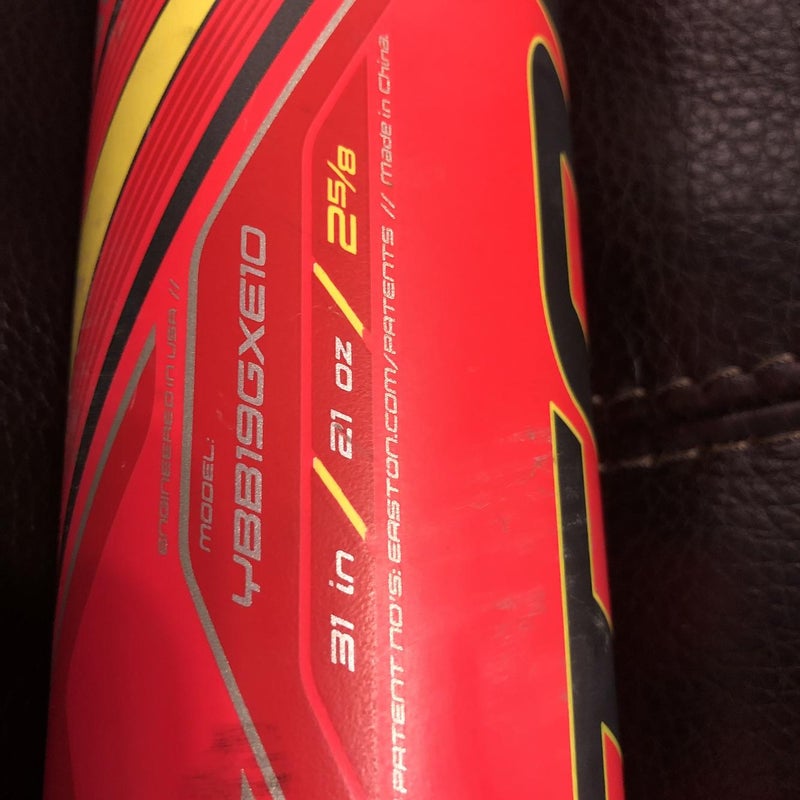 Engineered in USA //
MODEL:
YBB19GXE10
31 in / 21 oz / 2 5/8
PATENT NO'S: EASTON.COM/PATENTS // Made in China.